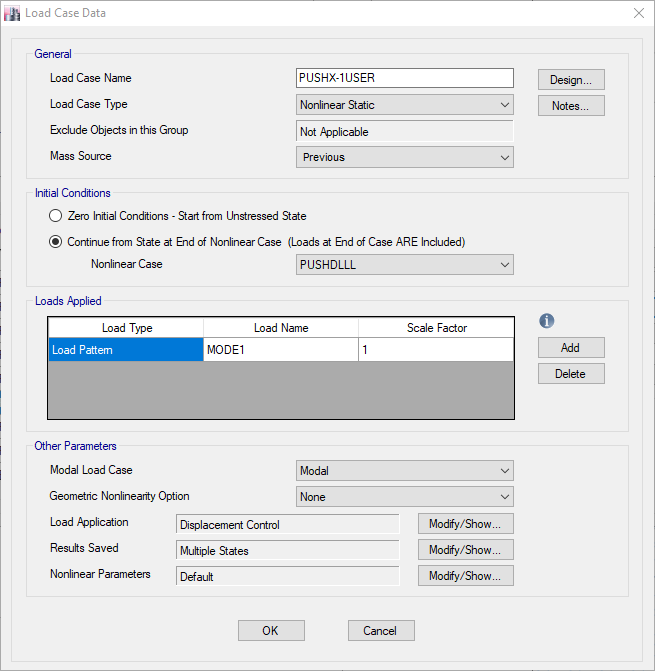 Load Case Data
General
Load Case Name PUSHX-1USER Design...
Load Case Type Nonlinear Static Notes...
Exclude Objects in this Group Not Applicable
Mass Source Previous
Initial Conditions
Zero Initial Conditions - Start from Unstressed State
Continue from State at End of Nonlinear Case (Loads at End of Case ARE Included)
Nonlinear Case PUSHDLLL
Loads Applied
Load Type Load Name Scale Factor
Load Pattern MODE1 1
Add
Delete
Other Parameters
Modal Load Case Modal
Geometric Nonlinearity Option None
Load Application Displacement Control Modify/Show...
Results Saved Multiple States Modify/Show...
Nonlinear Parameters Default Modify/Show...
OK Cancel